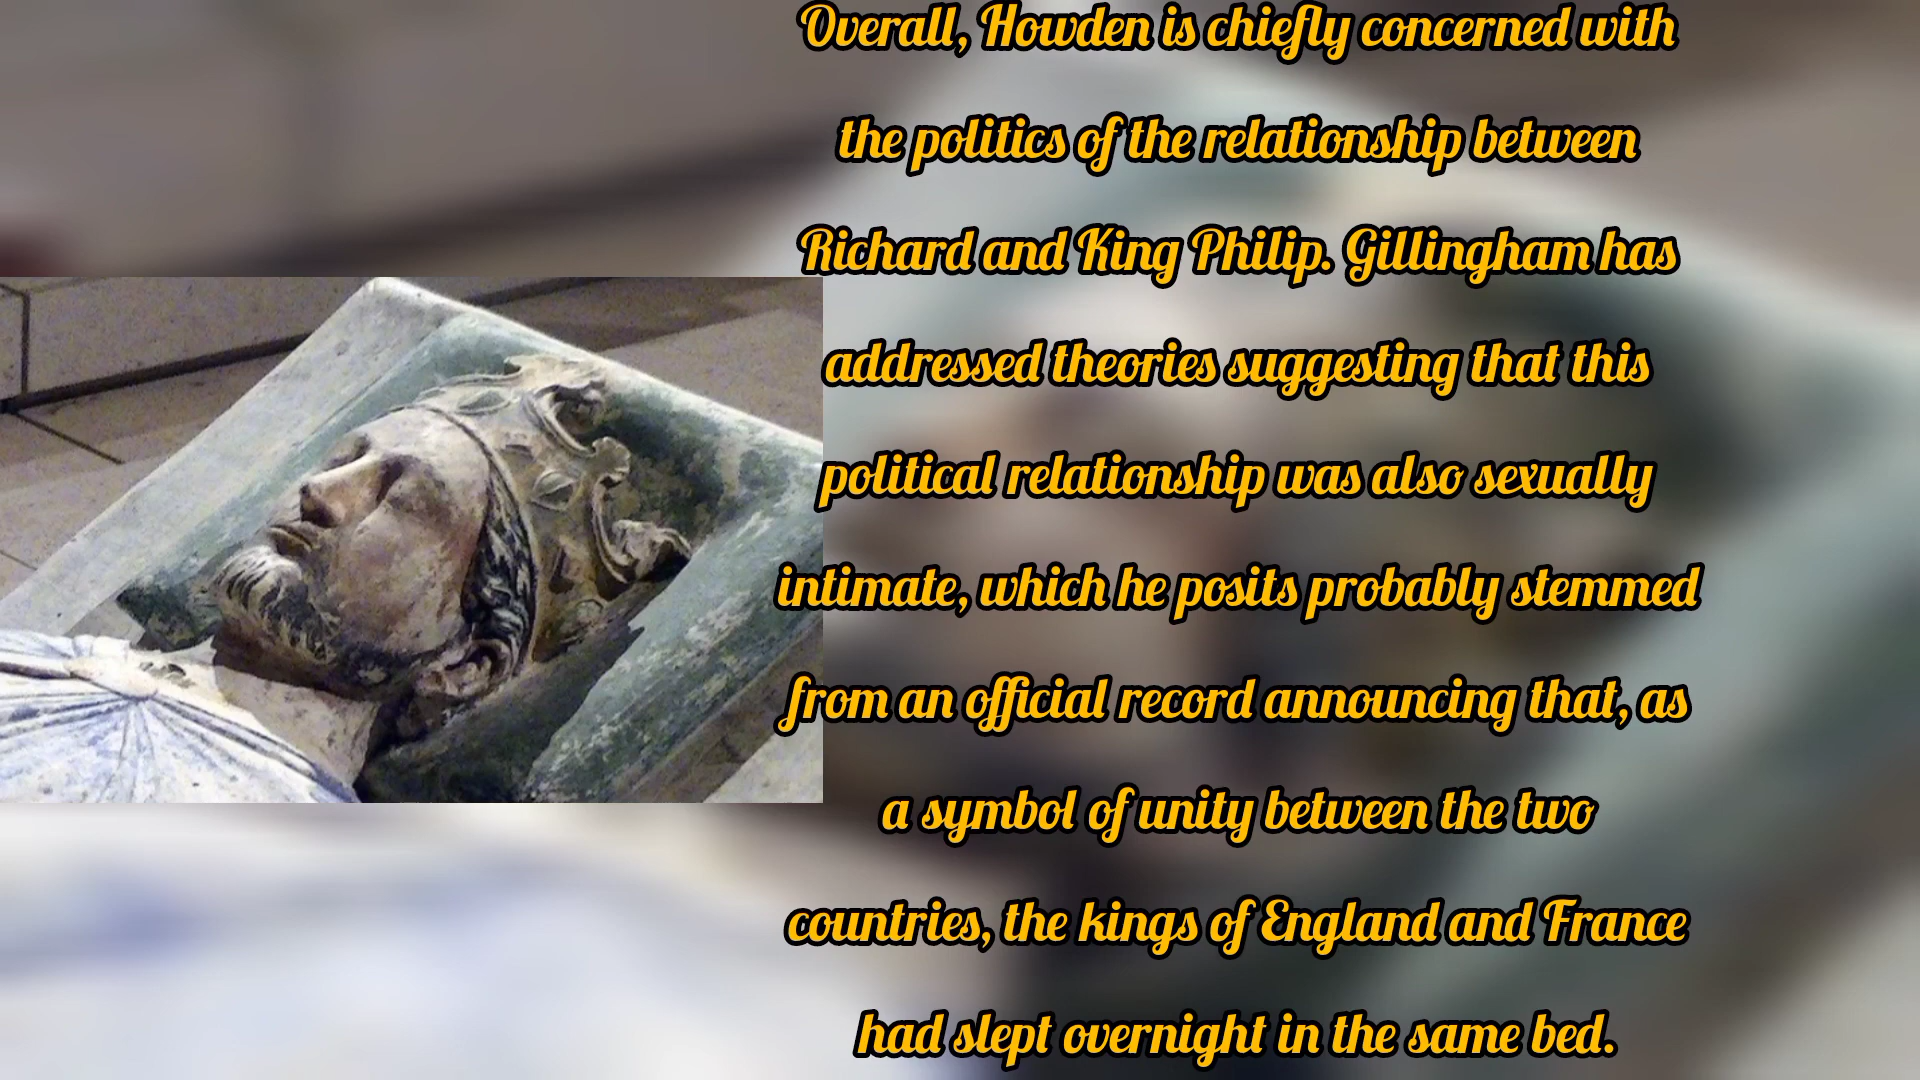 Overall, Howden is chiefly concerned with
the politics of the relationship between
Richard and King Philip. Gillingham has
addressed theories suggesting that this
political relationship was also sexually
intimate, which he posits probably stemmed
from an official record announcing that, as
a symbol of unity between the two
countries, the kings of England and France
had slept overnight in the same bed.